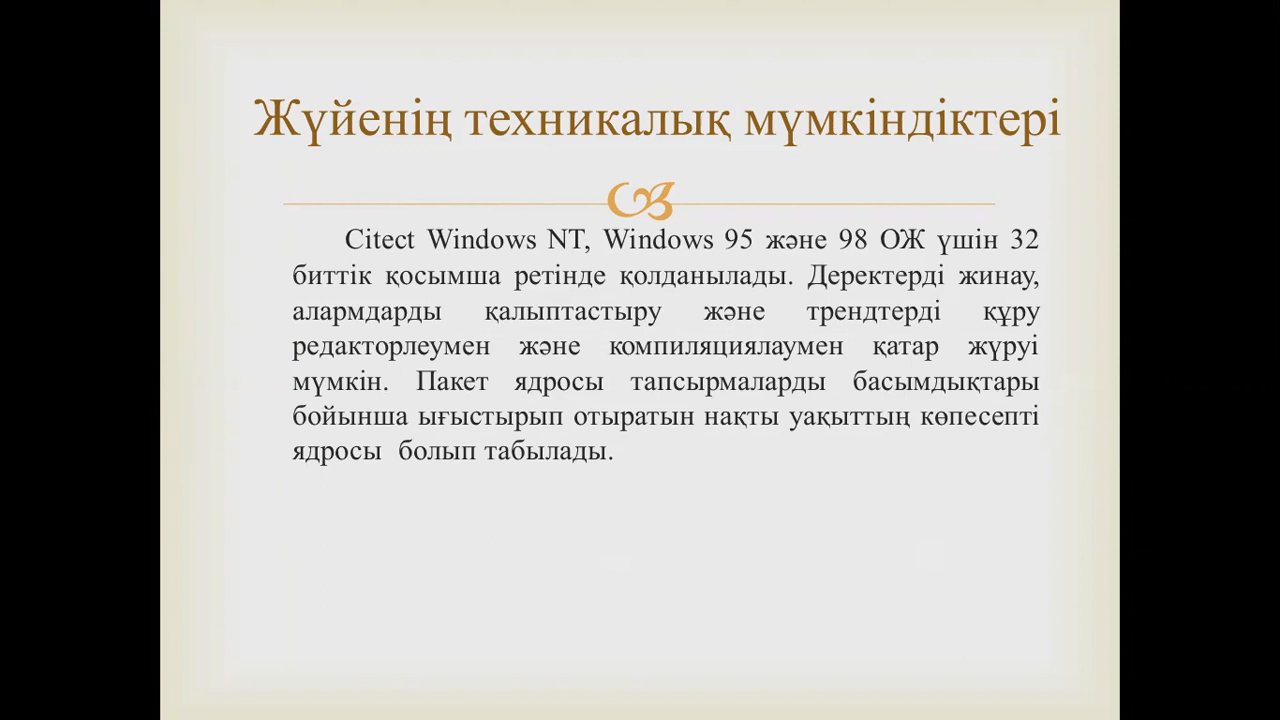 Жүйенің техникалық мүмкіндіктері
Citect Windows NT, Windows 95 және 98 ОЖ үшін 32
биттік қосымша ретінде қолданылады. Деректерді жинау,
алармдарды қалыптастыру және трендтерді құру
редакторлеумен және компиляциялаумен қатар жүруі
мүмкін. Пакет ядросы тапсырмаларды басымдықтары
бойынша ығыстырып отыратын нақты уақыттың көпесепті
ядросы болып табылады.